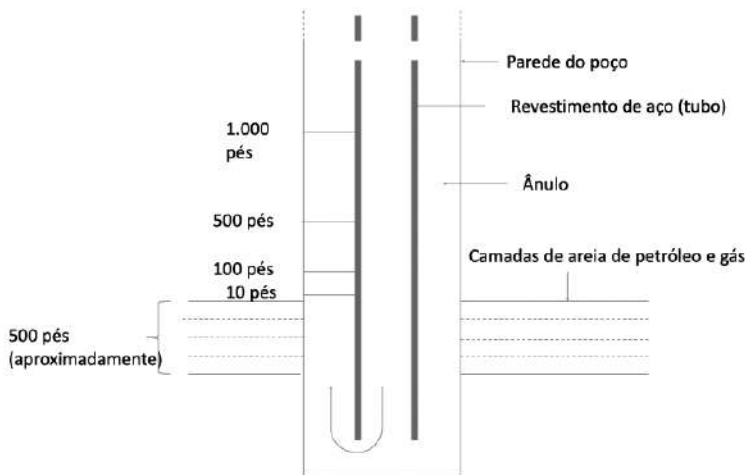 Parede do poço
Revestimento de aço (tubo)
1.000
pés
Ânulo
500 pés
Camadas de areia de petróleo e gás
100 pés
10 pés
500 pés
(aproximadamente)